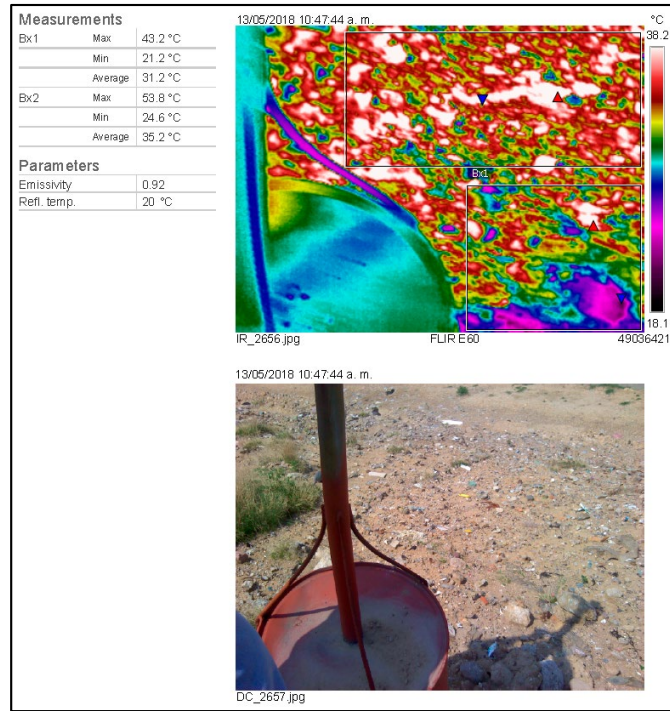 Measurements
Bx1 Max 43.2 °C
Min 21.2 °C
Average 31.2 °C
Bx2 Max 53.8 °C
Min 24.6 °C
Average 35.2 °C
Parameters
Emissivity 0.92
Refl. temp. 20 °C
13/05/2018 10:47:44 a. m.
°C
38.2
Bx1
18.1
IR_2656.jpg FLIR E60 49036421
13/05/2018 10:47:44 a. m.
DC_2657.jpg